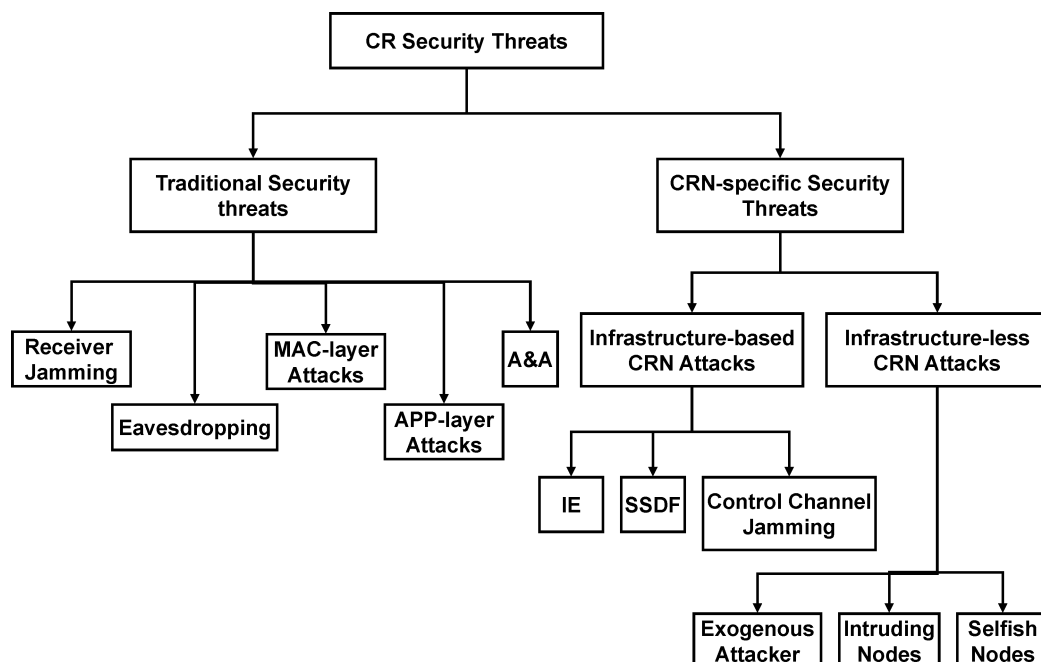 CR Security Threats
Traditional Security
threats
CRN-specific Security
Threats
Receiver
Jamming
Eavesdropping
MAC-layer
Attacks
APP-layer
Attacks
A&A
Infrastructure-based
CRN Attacks
Infrastructure-less
CRN Attacks
IE
SSDF
Control Channel
Jamming
Exogenous
Attacker
Intruding
Nodes
Selfish
Nodes